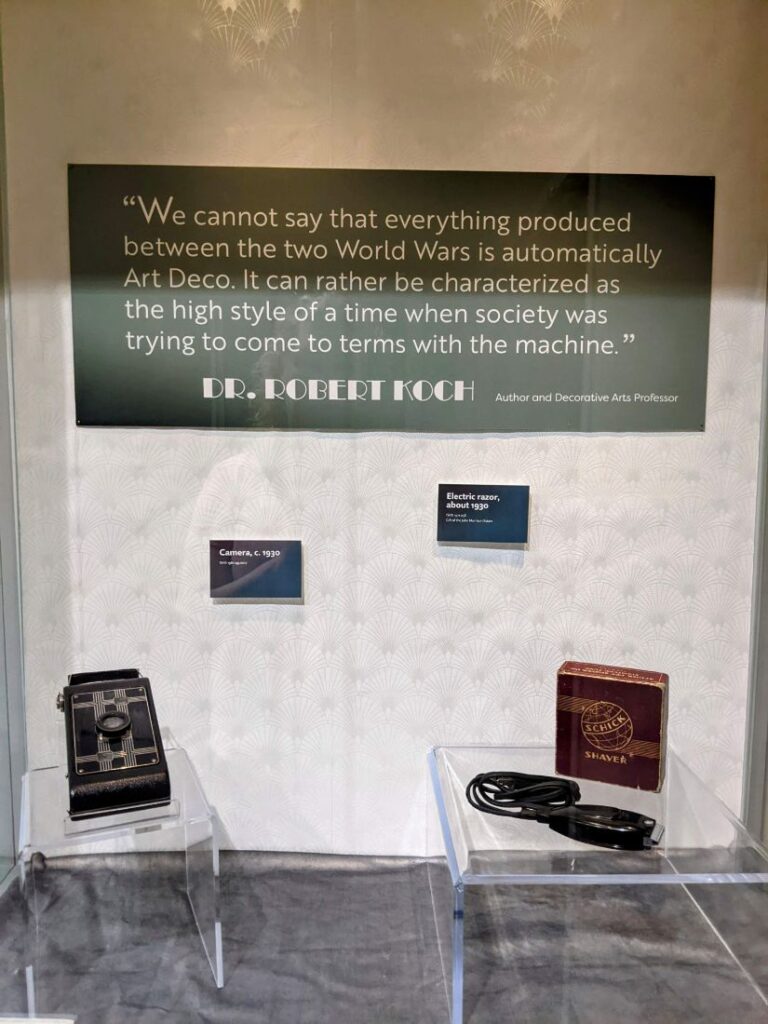 “We cannot say that everything produced
between the two World Wars is automatically
Art Deco. It can rather be characterized as
the high style of a time when society was
trying to come to terms with the machine.”
DR. ROBERT KOCH Author and Decorative Arts Professor
Electric razor,
about 1930
Camera, c. 1930
SCHICK
SHAVER